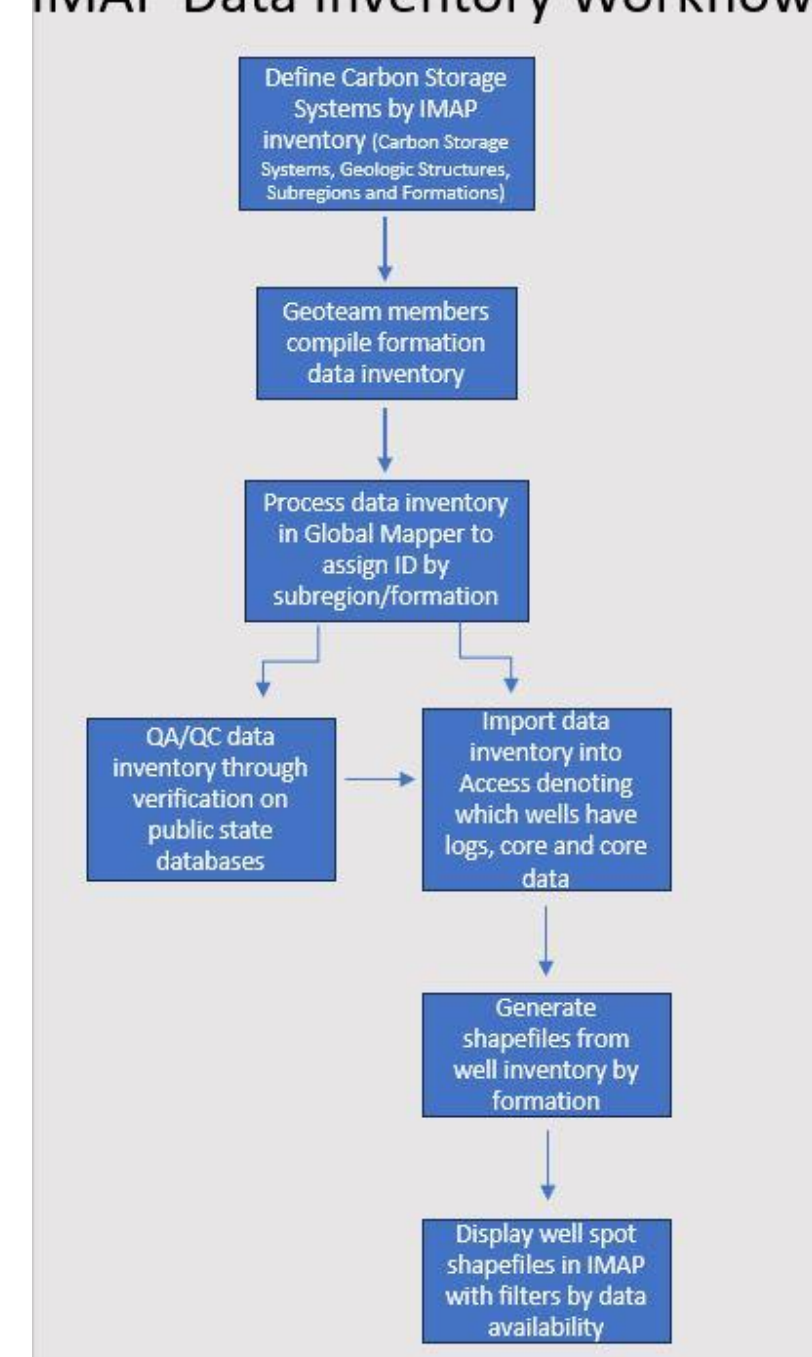 IMAP Data Inventory Workflow
Define Carbon Storage
Systems by IMAP
inventory (Carbon Storage
Systems, Geologic Structures,
Subregions and Formations)
Geoteam members
compile formation
data inventory
Process data inventory
in Global Mapper to
assign ID by
subregion/formation
QA/QC data
inventory through
verification on
public state
databases
Import data
inventory into
Access denoting
which wells have
logs, core and core
data
Generate
shapefiles from
well inventory by
formation
Display well spot
shapefiles in IMAP
with filters by data
availability